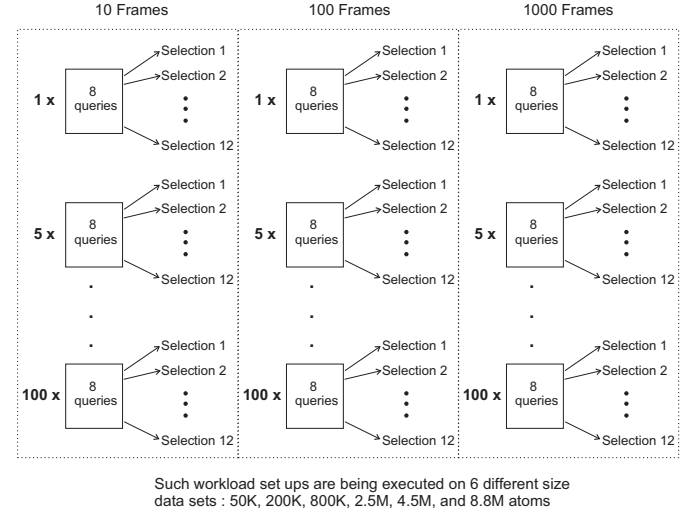 10 Frames
100 Frames
1000 Frames
1 x
8
queries
Selection 1
Selection 2
Selection 12
1 x
8
queries
Selection 1
Selection 2
Selection 12
1 x
8
queries
Selection 1
Selection 2
Selection 12
5 x
8
queries
Selection 1
Selection 2
Selection 12
5 x
8
queries
Selection 1
Selection 2
Selection 12
5 x
8
queries
Selection 1
Selection 2
Selection 12
100 x
8
queries
Selection 1
Selection 2
Selection 12
100 x
8
queries
Selection 1
Selection 2
Selection 12
100 x
8
queries
Selection 1
Selection 2
Selection 12
Such workload set ups are being executed on 6 different size
data sets : 50K, 200K, 800K, 2.5M, 4.5M, and 8.8M atoms